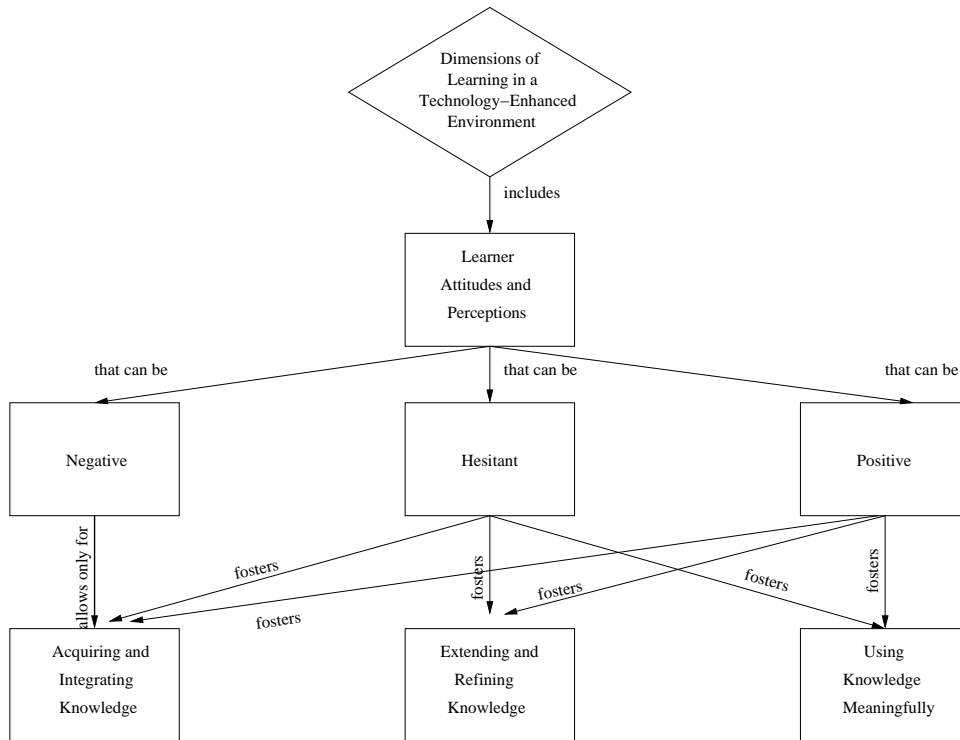 Dimensions of
Learning in a
Technology−Enhanced
Environment
includes
Learner
Attitudes and
Perceptions
that can be
that can be
that can be
Negative
Hesitant
Positive
allows only for
fosters
fosters
fosters
fosters
fosters
fosters
Acquiring and
Integrating
Knowledge
Extending and
Refining
Knowledge
Using
Knowledge
Meaningfully